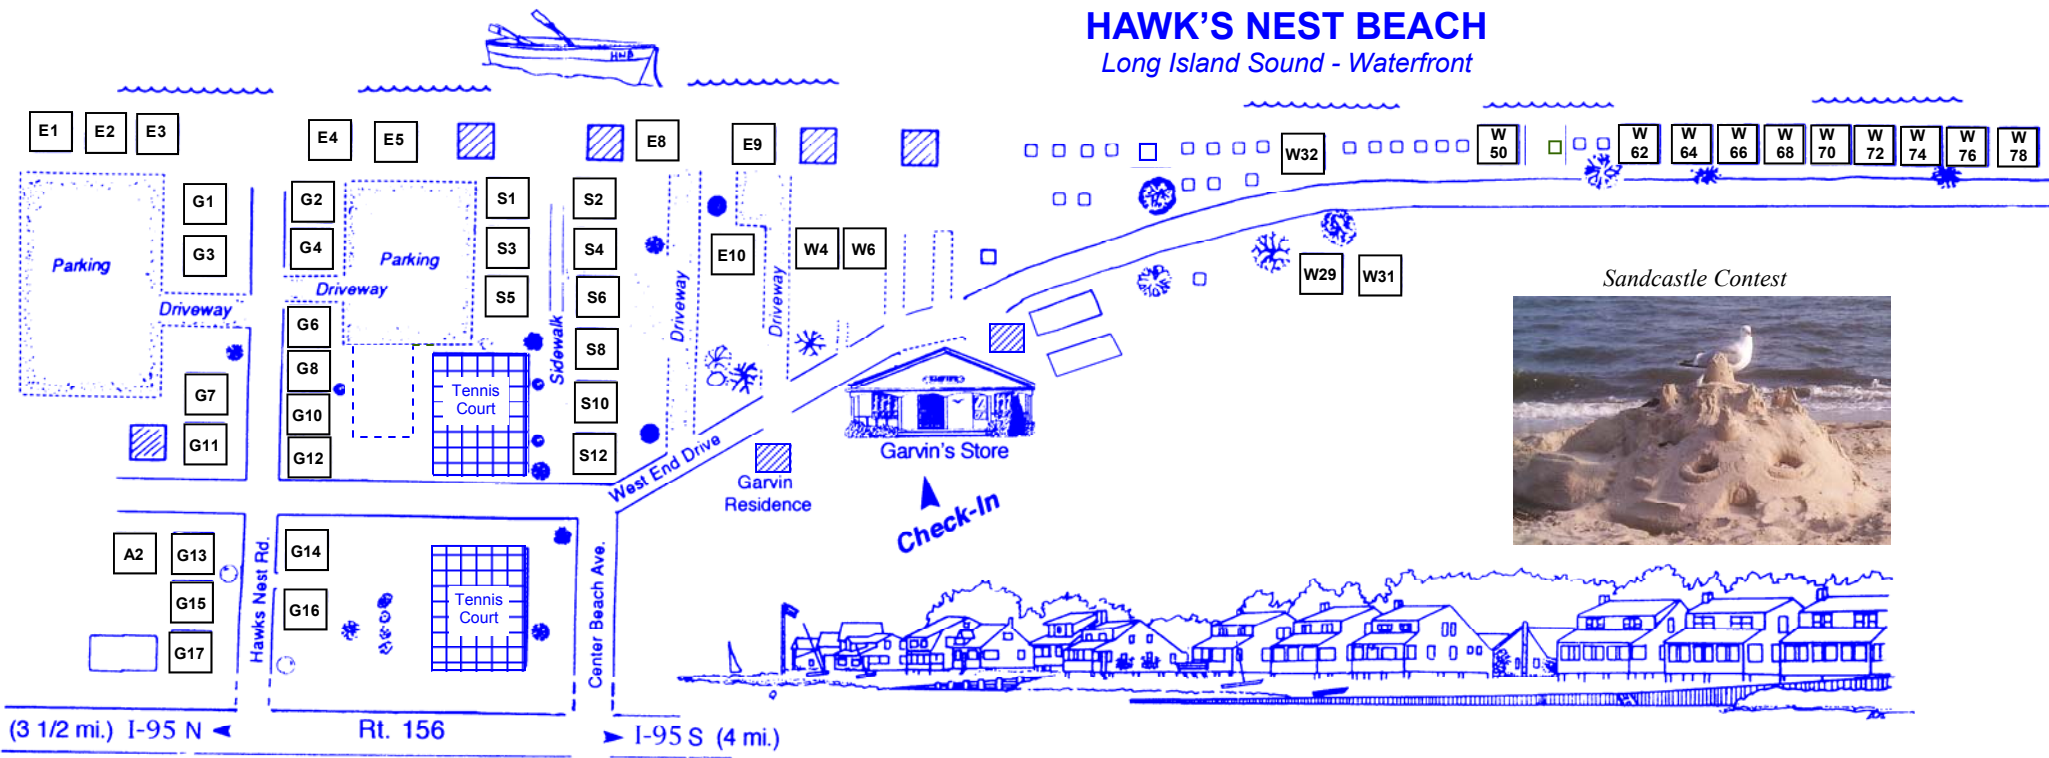 HAWK'S NEST BEACH
Long Island Sound - Waterfront
HNB
E1
E2
E3
E4
E5
E8
E9
W32
W
50
W
62
W
64
W
66
W
68
W
70
W
72
W
74
W
76
W
78
G1
G2
S1
S2
G3
G4
S3
S4
E10
W4
W6
Parking
Parking
Driveway
Driveway
S5
S6
Driveway
Driveway
W29
W31
Sandcastle Contest
G6
G8
S8
Sidewalk
G7
G10
Tennis
Court
S10
G11
G12
S12
West End Drive
Garvin's Store
Garvin
Residence
Check-In
A2
G13
G14
G15
G16
G17
Hawks Nest Rd.
Tennis
Court
Center Beach Ave.
(3 1/2 mi.) I-95 N
Rt. 156
I-95 S (4 mi.)